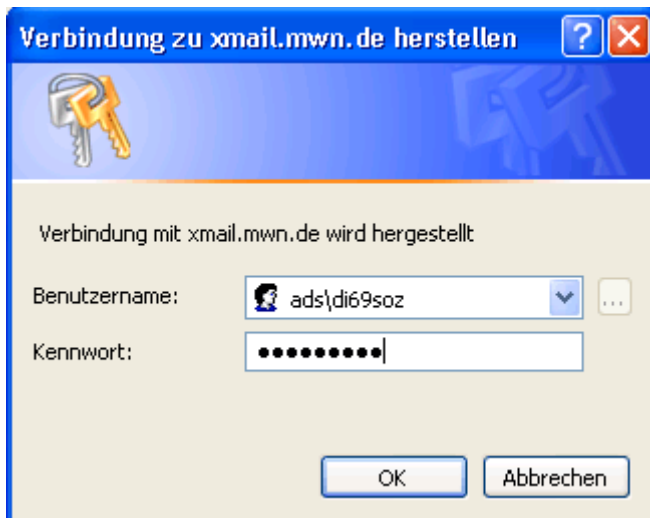 Verbindung zu xmail.mwn.de herstellen
Verbindung mit xmail.mwn.de wird hergestellt
Benutzername: ads\di69soz ...
Kennwort: •••••••••
OK Abbrechen